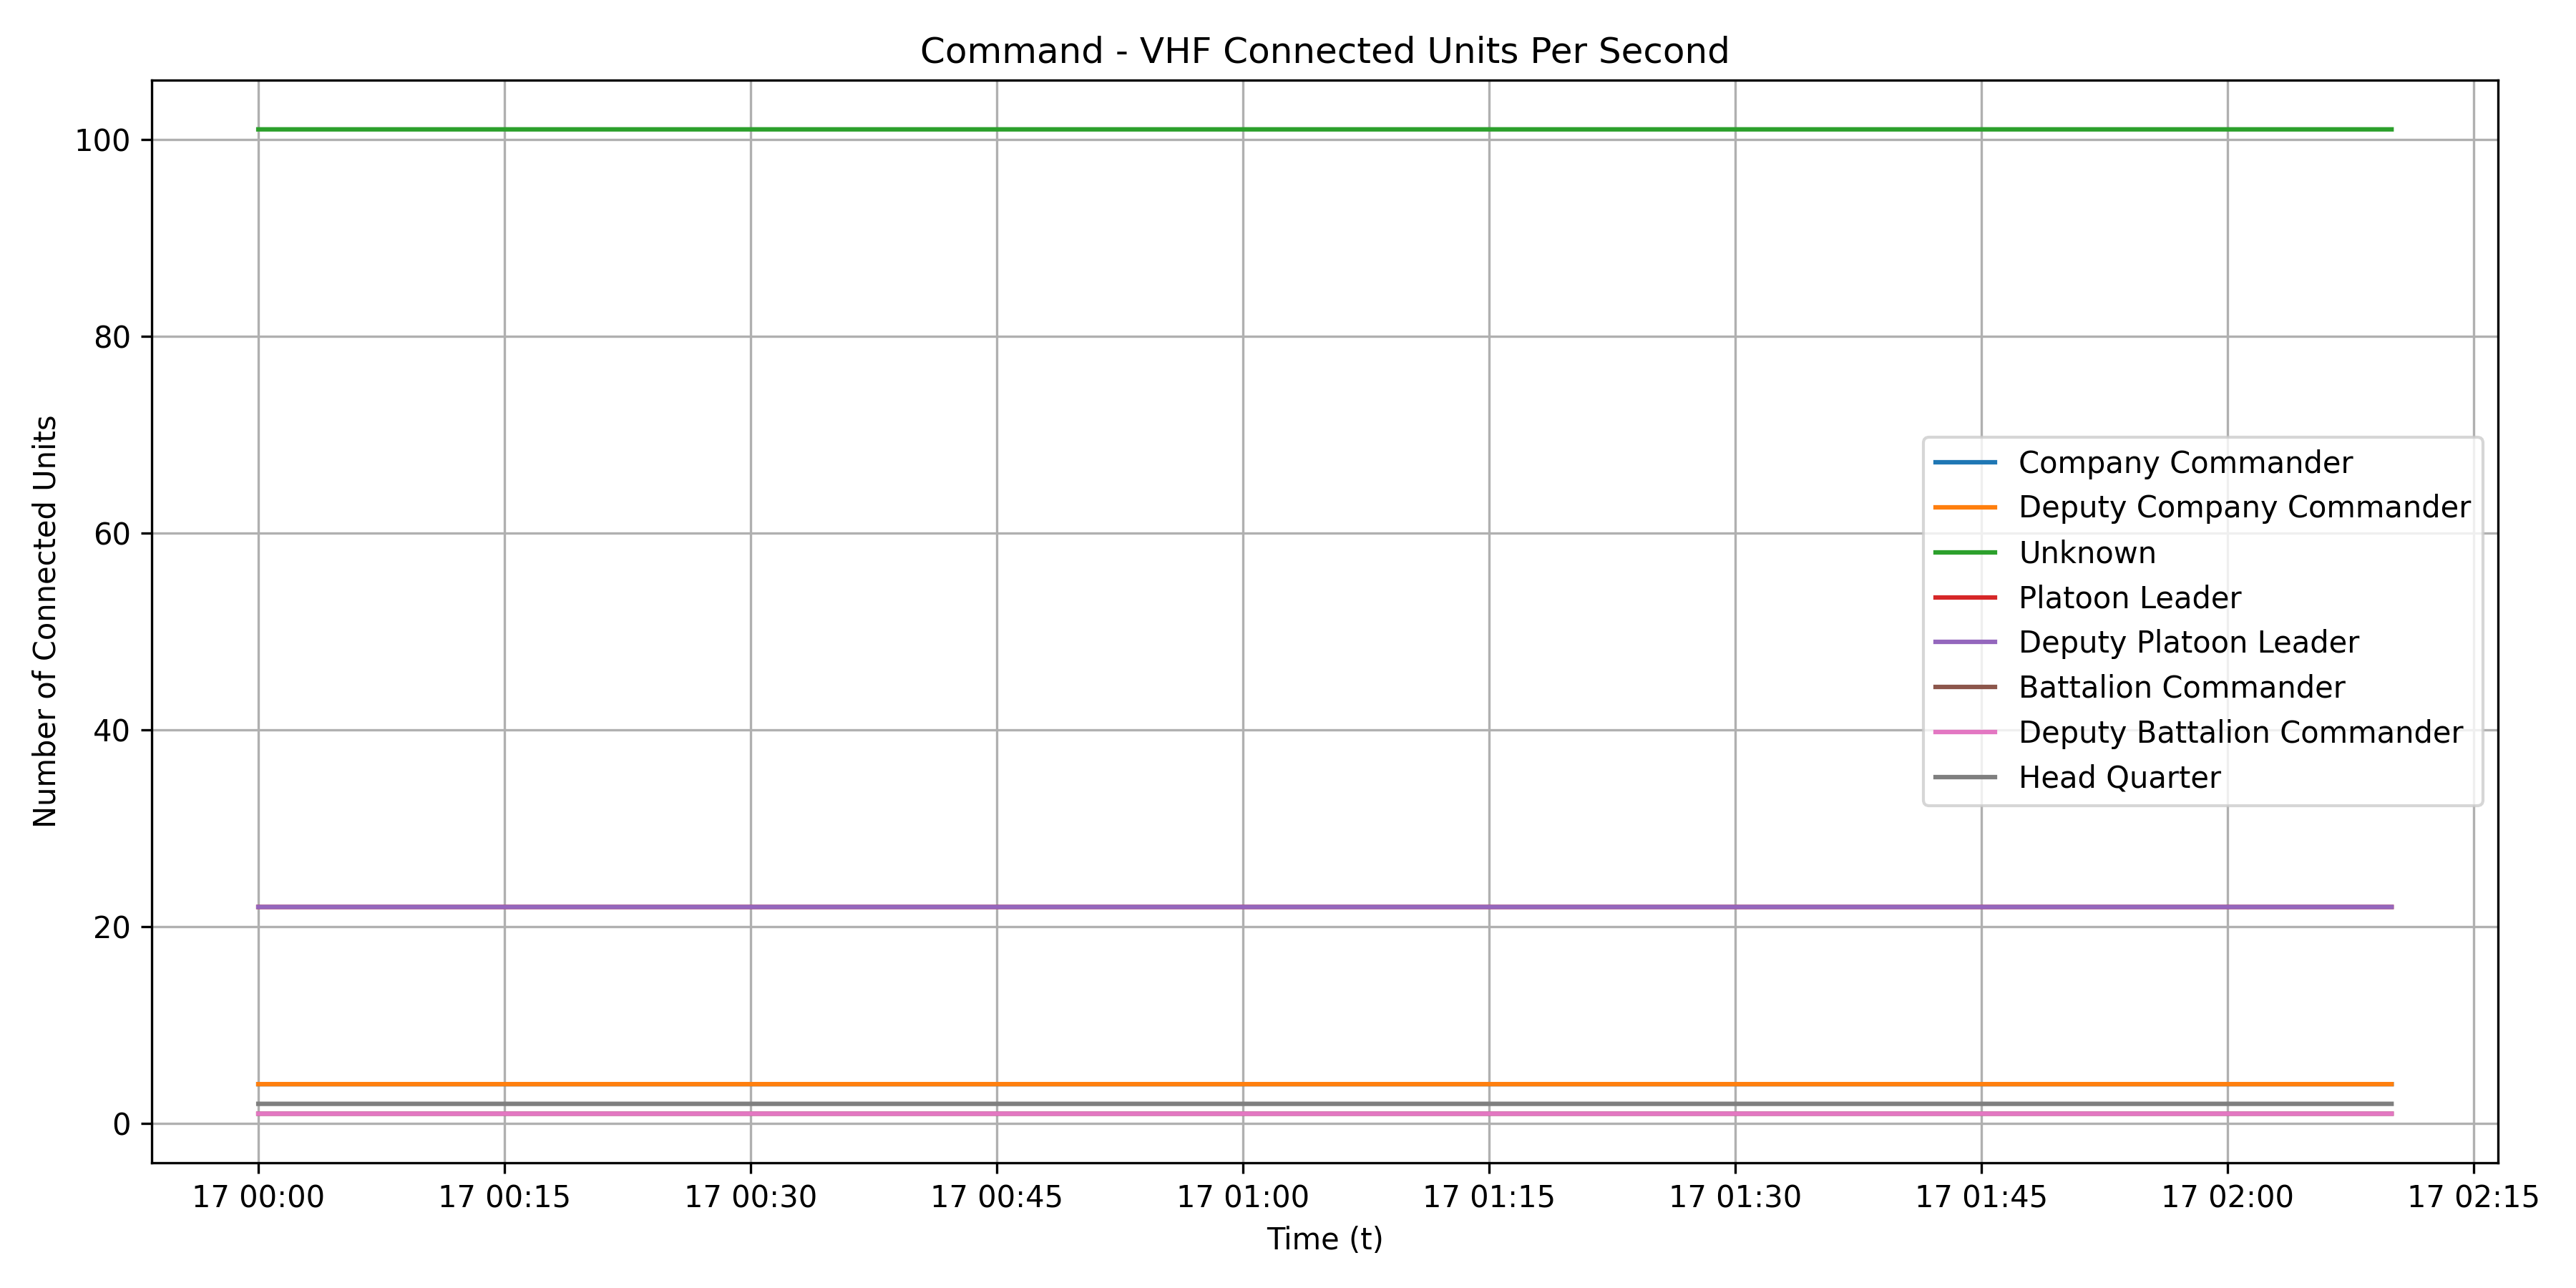 Command - VHF Connected Units Per Second
Number of Connected Units
100
80
60
40
20
0
Company Commander
Deputy Company Commander
Unknown
Platoon Leader
Deputy Platoon Leader
Battalion Commander
Deputy Battalion Commander
Head Quarter
17 00:00 17 00:15 17 00:30 17 00:45 17 01:00 17 01:15 17 01:30 17 01:45 17 02:00 17 02:15
Time (t)